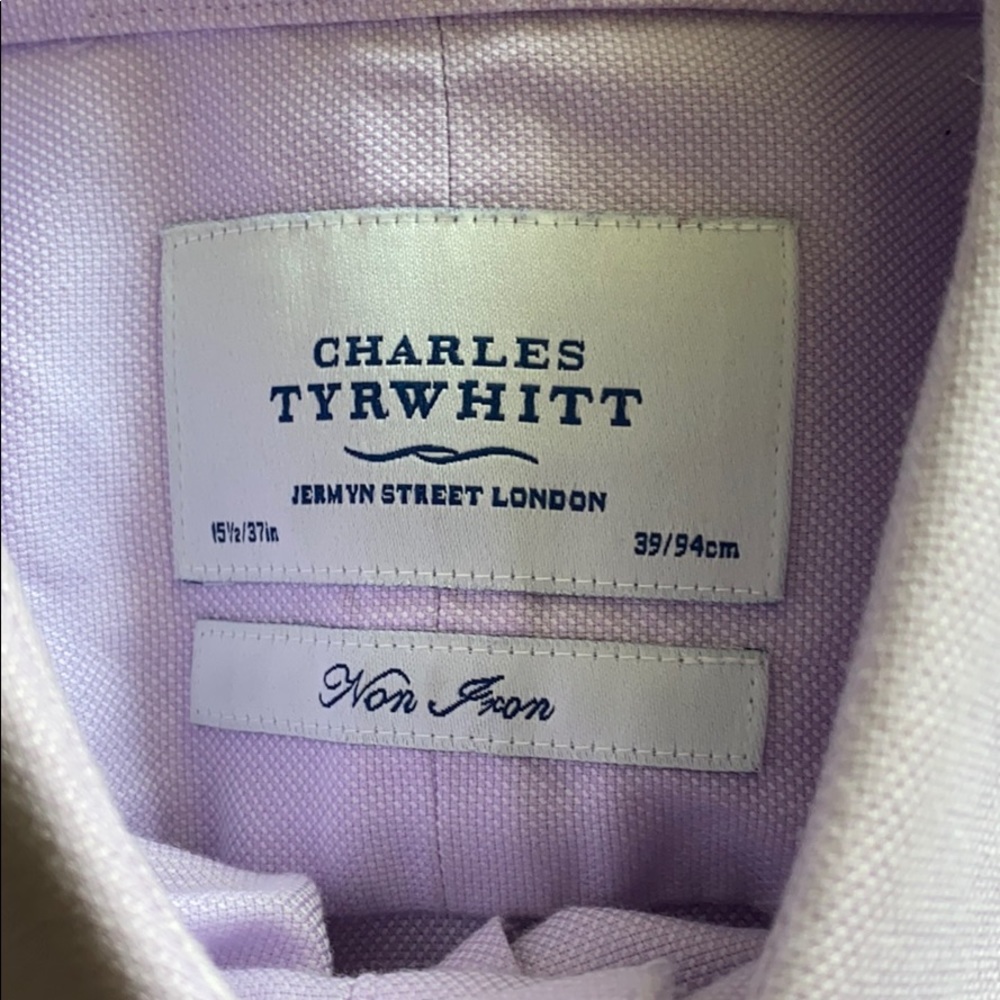 CHARLES
TYRWHITT
JERMYN STREET LONDON
15½/37in
39/94cm
Non Iron